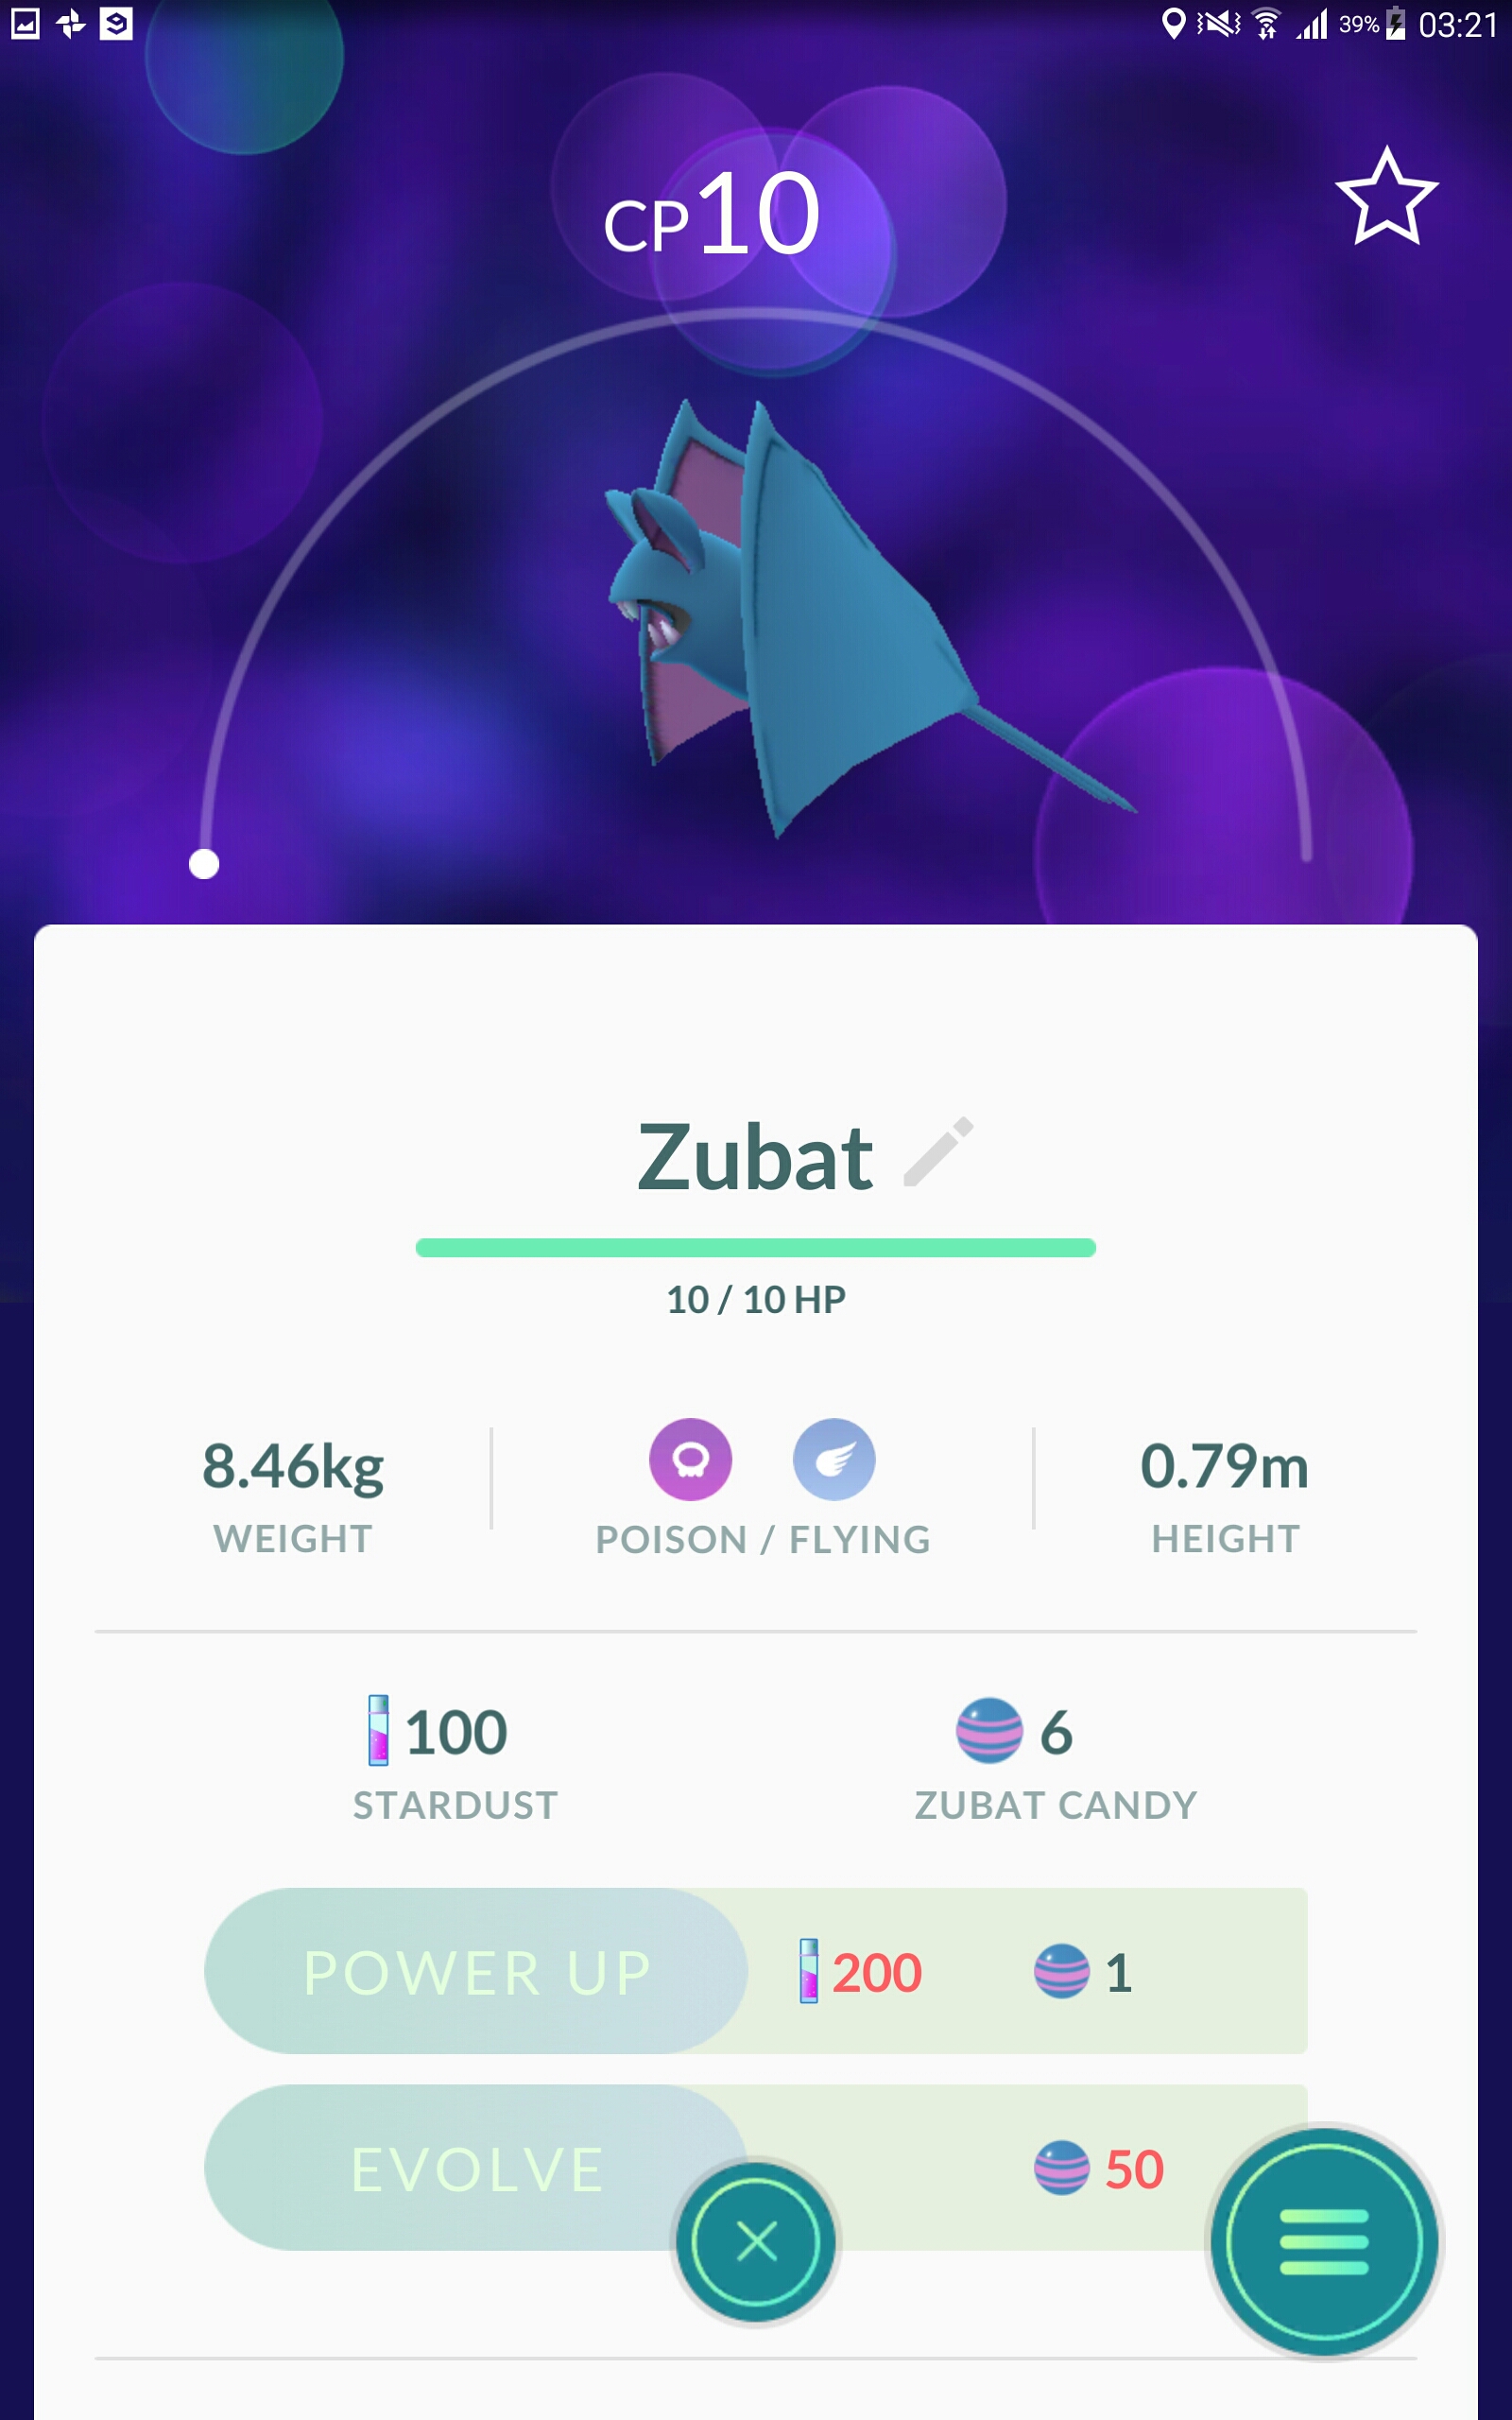 39% 03:21
CP10
Zubat
10 / 10 HP
8.46kg
WEIGHT
POISON / FLYING
0.79m
HEIGHT
100
STARDUST
6
ZUBAT CANDY
POWER UP 200 1
EVOLVE 50